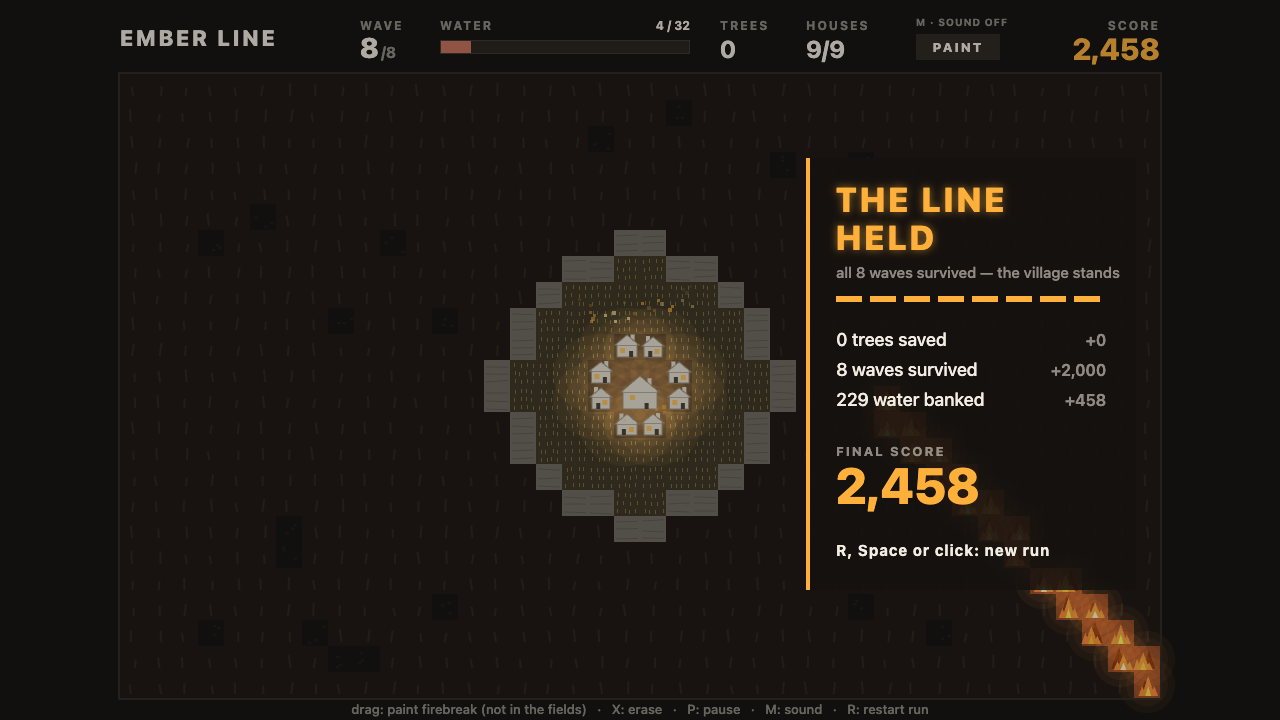 EMBER LINE
WAVE
8/8
WATER
4 / 32
TREES
0
HOUSES
9/9
M · SOUND OFF
PAINT
SCORE
2,458
THE LINE
HELD
all 8 waves survived — the village stands
0 trees saved +0
8 waves survived +2,000
229 water banked +458
FINAL SCORE
2,458
R, Space or click: new run
drag: paint firebreak (not in the fields) · X: erase · P: pause · M: sound · R: restart run